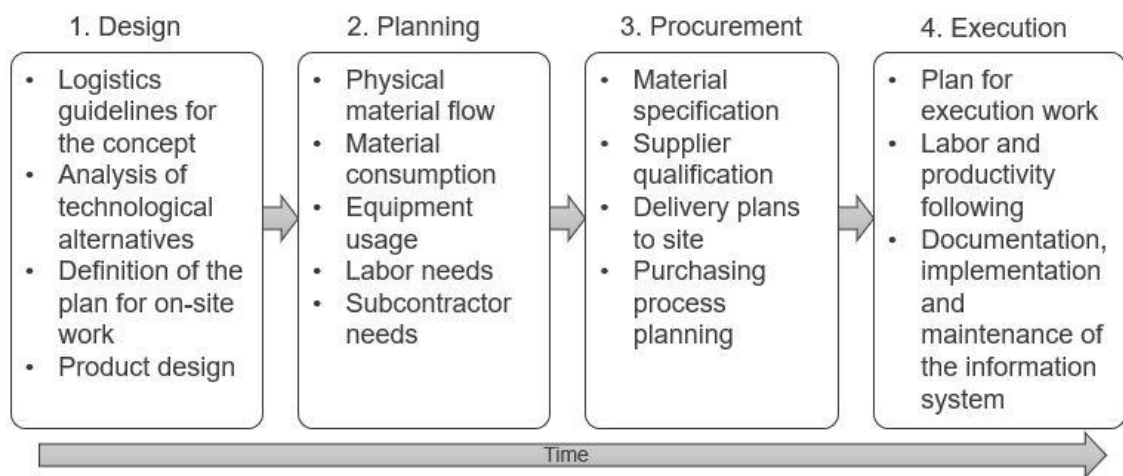 1. Design
• Logistics
guidelines for
the concept
• Analysis of
technological
alternatives
• Definition of the
plan for on-site
work
• Product design
2. Planning
• Physical
material flow
• Material
consumption
• Equipment
usage
• Labor needs
• Subcontractor
needs
3. Procurement
• Material
specification
• Supplier
qualification
• Delivery plans
to site
• Purchasing
process
planning
4. Execution
• Plan for
execution work
• Labor and
productivity
following
• Documentation,
implementation
and
maintenance of
the information
system
Time